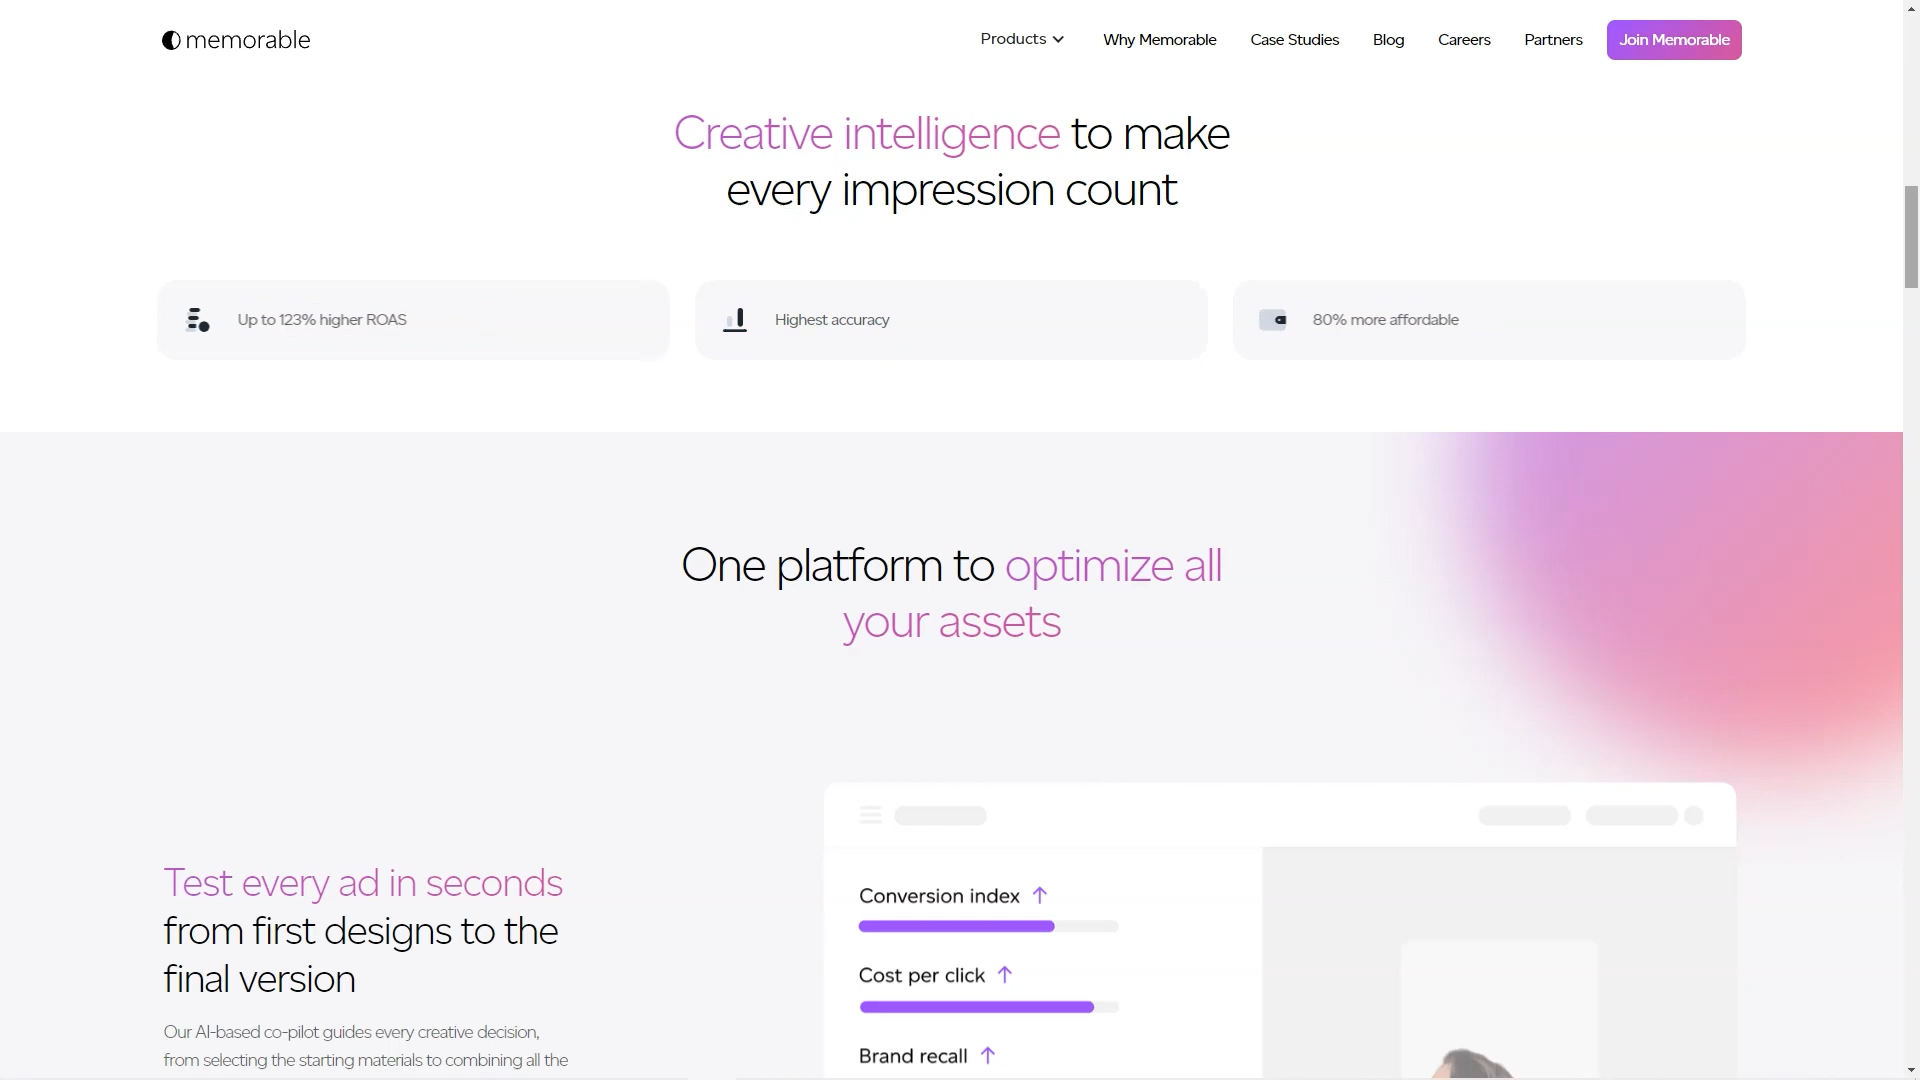 memorable
Products
Why Memorable
Case Studies
Blog
Careers
Partners
Join Memorable
Creative intelligence to make
every impression count
Up to 123% higher ROAS
Highest accuracy
80% more affordable
One platform to optimize all
your assets
Test every ad in seconds
from first designs to the
final version
Our AI-based co-pilot guides every creative decision,
from selecting the starting materials to combining all the
Conversion index
Cost per click
Brand recall